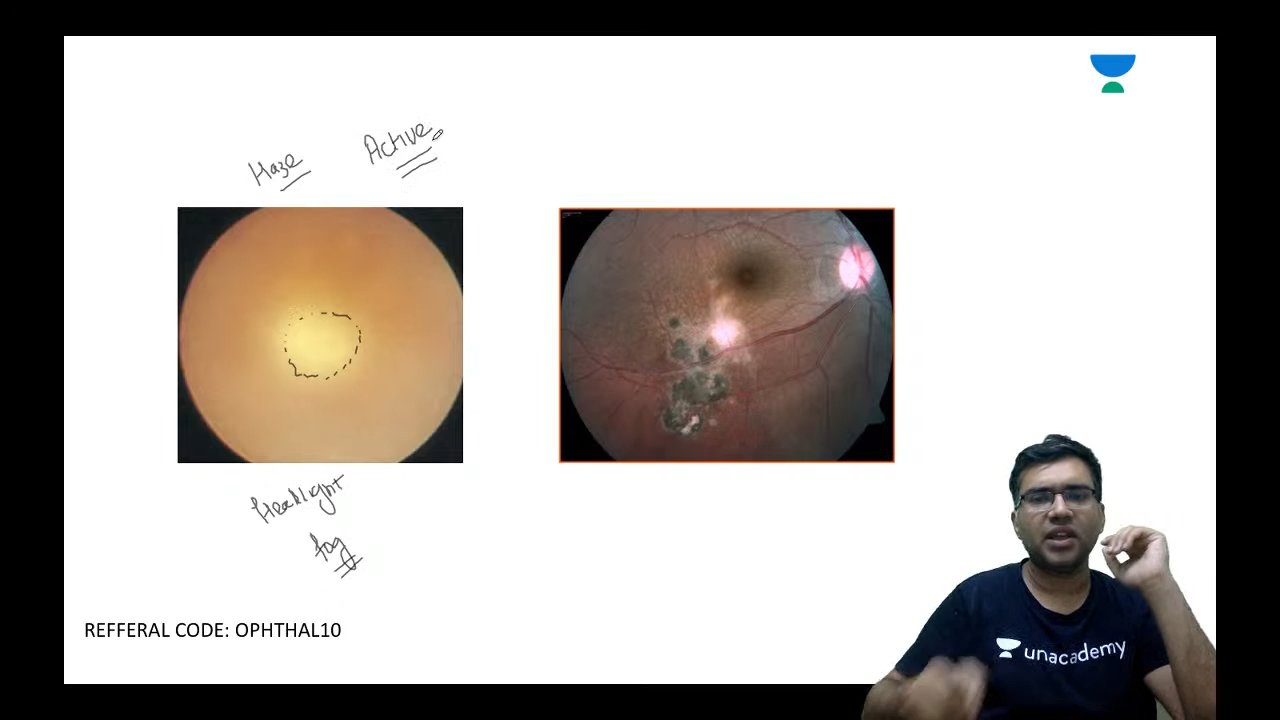 Haze
Active
Headlight
fog
REFFERAL CODE: OPHTHAL10
unacademy